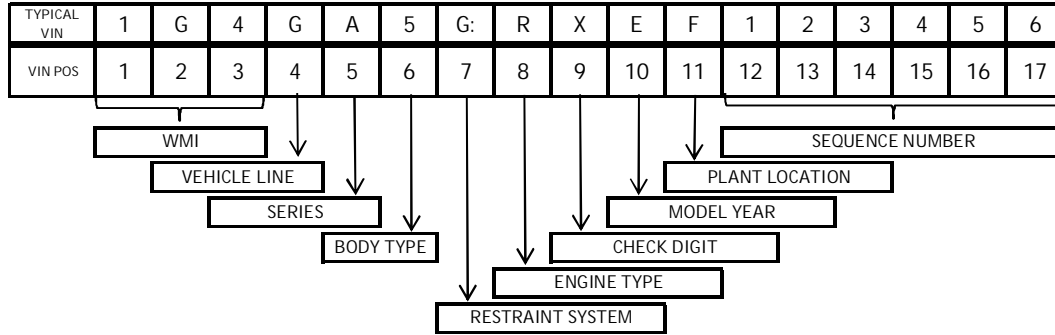 TYPICAL VIN 1 G 4 G A 5 G: R X E F 1 2 3 4 5 6
VIN POS 1 2 3 4 5 6 7 8 9 10 11 12 13 14 15 16 17
WMI SEQUENCE NUMBER
VEHICLE LINE PLANT LOCATION
SERIES MODEL YEAR
BODY TYPE CHECK DIGIT
ENGINE TYPE
RESTRAINT SYSTEM